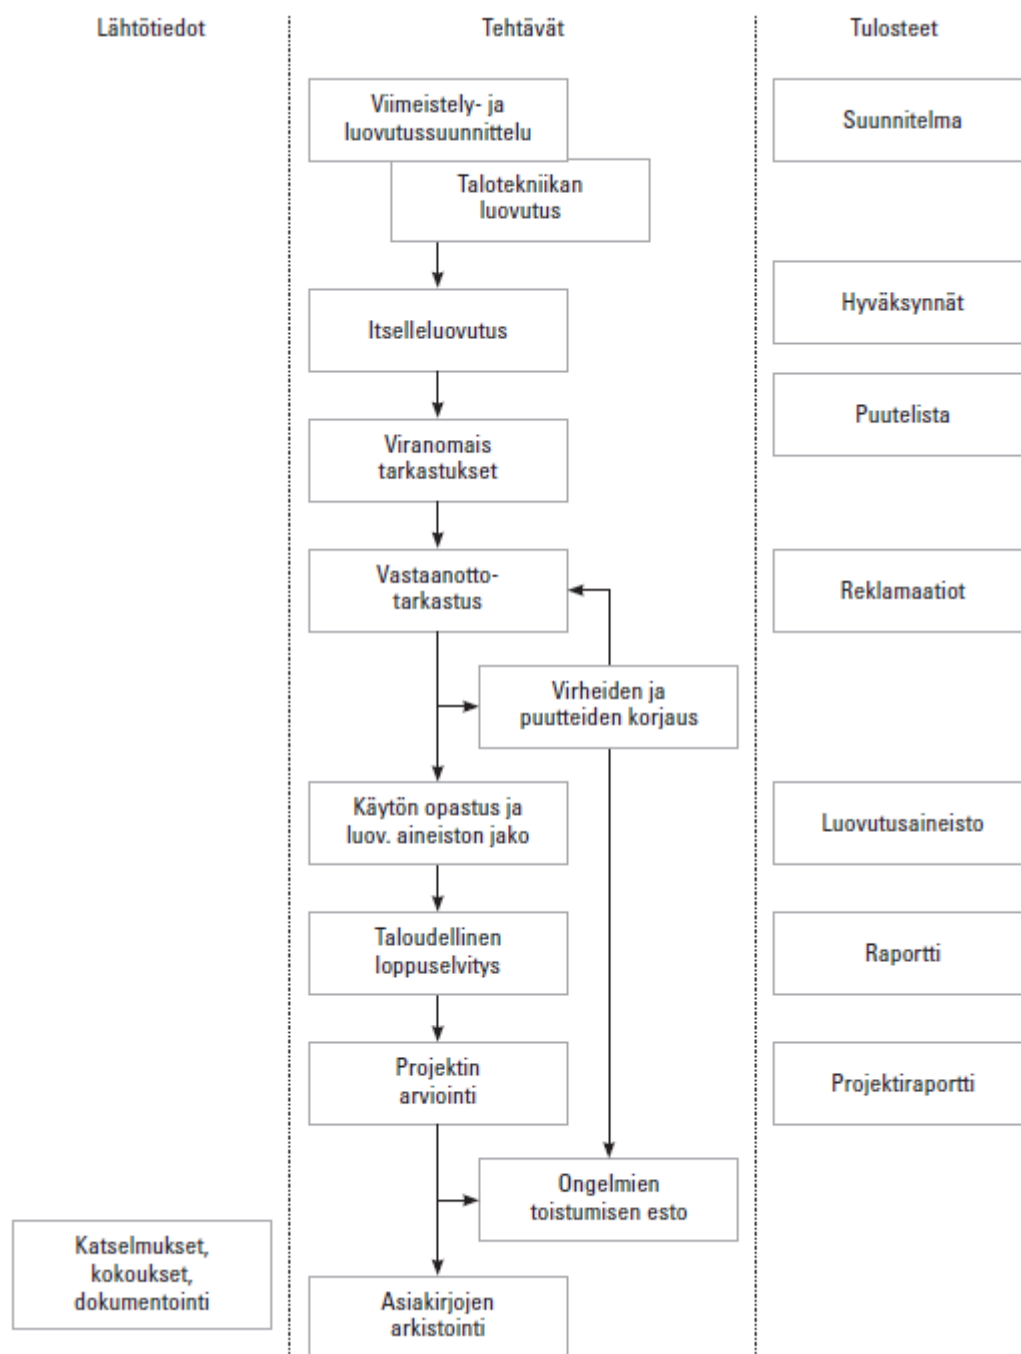 Lähtötiedot
Tehtävät
Tulosteet
Viimeistely- ja
luovutussuunnittelu
Suunnitelma
Talotekniikan
luovutus
Hyväksynnät
Itselleluovutus
Puutelista
Viranomais
tarkastukset
Vastaanotto-
tarkastus
Reklamaatiot
Virheiden ja
puutteiden korjaus
Käytön opastus ja
luov. aineiston jako
Luovutusaineisto
Taloudellinen
loppuselvitys
Raportti
Projektin
arviointi
Projektiraportti
Ongelmien
toistumisen esto
Katselmukset,
kokoukset,
dokumentointi
Asiakirjojen
arkistointi